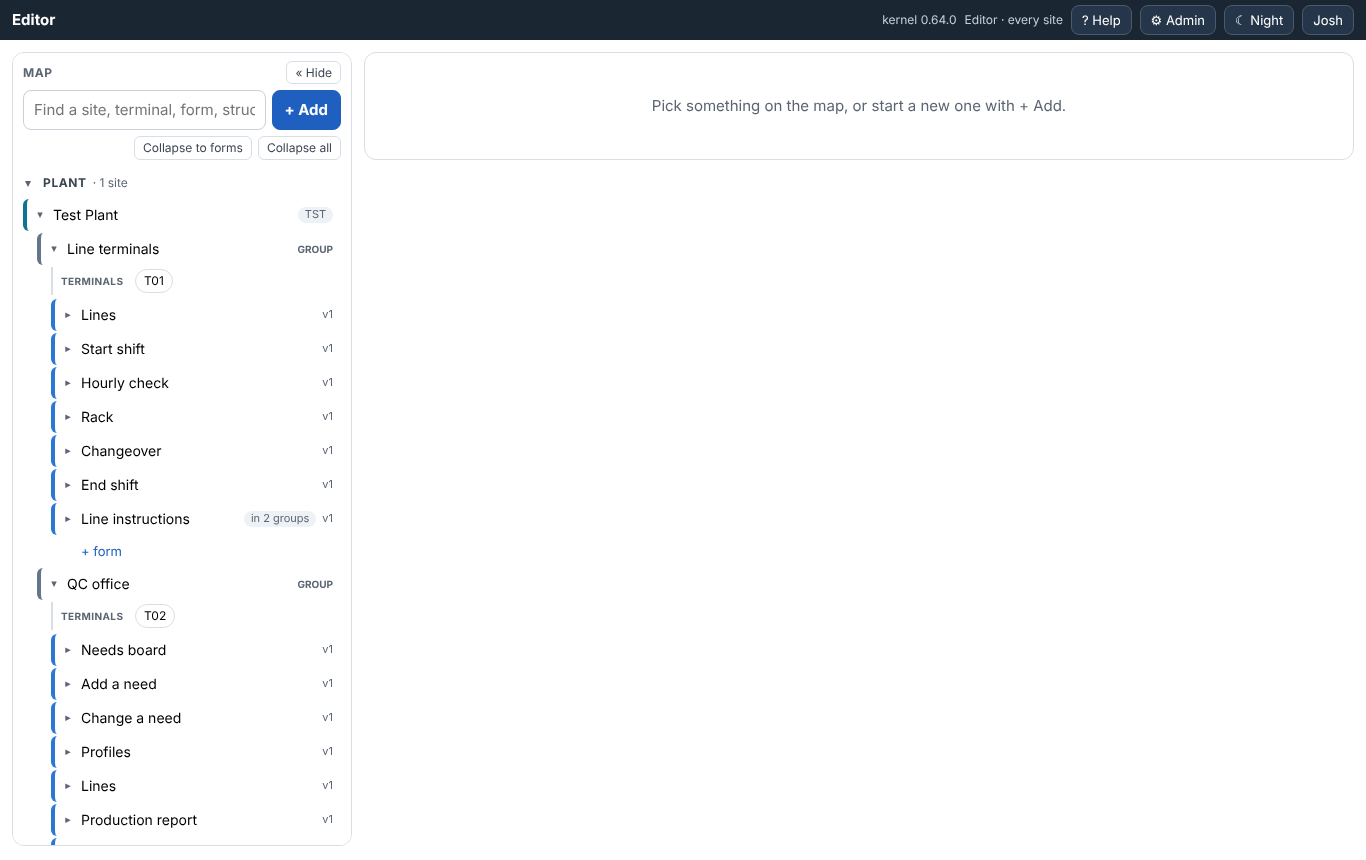 Editor
kernel 0.64.0 Editor · every site ? Help ⚙ Admin ☾ Night Josh
MAP « Hide
Find a site, terminal, form, struc + Add
Collapse to forms Collapse all
▾ PLANT · 1 site
▾ Test Plant TST
▾ Line terminals GROUP
TERMINALS T01
▸ Lines v1
▸ Start shift v1
▸ Hourly check v1
▸ Rack v1
▸ Changeover v1
▸ End shift v1
▸ Line instructions in 2 groups v1
+ form
▾ QC office GROUP
TERMINALS T02
▸ Needs board v1
▸ Add a need v1
▸ Change a need v1
▸ Profiles v1
▸ Lines v1
▸ Production report v1
Pick something on the map, or start a new one with + Add.